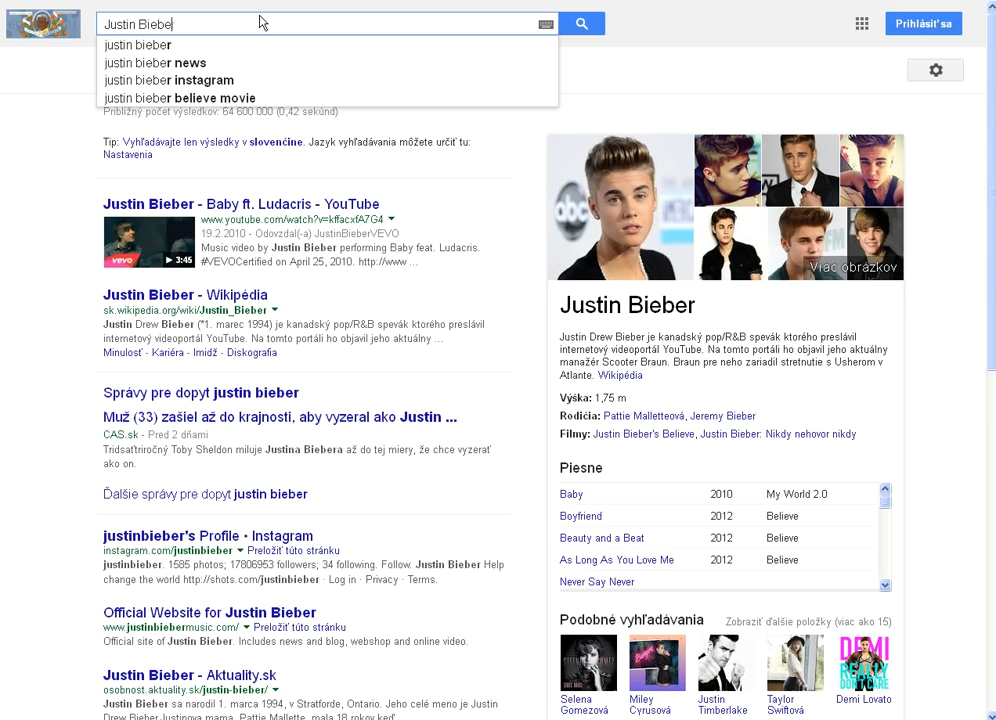 Justin Biebe
Prihlásiť sa
justin bieber
justin bieber news
justin bieber instagram
justin bieber believe movie
Približný počet výsledkov: 64 600 000 (0,42 sekúnd)
Tip: Vyhľadávajte len výsledky v slovenčine. Jazyk vyhľadávania môžete určiť tu:
Nastavenia
Justin Bieber - Baby ft. Ludacris - YouTube
www.youtube.com/watch?v=kffacxfA7G4
19.2.2010 - Odovzdal(-a) JustinBieberVEVO
Music video by Justin Bieber performing Baby feat. Ludacris.
#VEVOCertified on April 25, 2010. http://www ...
vevo
3:45
Justin Bieber - Wikipédia
sk.wikipedia.org/wiki/Justin_Bieber
Justin Drew Bieber (*1. marec 1994) je kanadský pop/R&B spevák ktorého preslávil
internetový videoportál YouTube. Na tomto portáli ho objavil jeho aktuálny ...
Minulosť - Kariéra - Imidž - Diskografia
Správy pre dopyt justin bieber
Muž (33) zašiel až do krajnosti, aby vyzeral ako Justin ...
CAS.sk - Pred 2 dňami
Tridsaťtriročný Toby Sheldon miluje Justina Biebera až do tej miery, že chce vyzerať
ako on.
Ďalšie správy pre dopyt justin bieber
justinbieber's Profile • Instagram
instagram.com/justinbieber Preložiť túto stránku
justinbieber. 1585 photos; 17806953 followers; 34 following. Follow. Justin Bieber Help
change the world http://shots.com/justinbieber · Log in · Privacy · Terms.
Official Website for Justin Bieber
www.justinbiebermusic.com/ Preložiť túto stránku
Official site of Justin Bieber. Includes news and blog, webshop and online video.
Justin Bieber - Aktuality.sk
osobnost.aktuality.sk/justin-bieber/
Justin Bieber sa narodil 1. marca 1994, v Stratforde, Ontario. Jeho celé meno je Justin
Drew Bieber Justinova mama, Pattie Mallette, mala 18 rokov keď
abc
Viac obrázkov
Justin Bieber
Justin Drew Bieber je kanadský pop/R&B spevák ktorého preslávil
internetový videoportál YouTube. Na tomto portáli ho objavil jeho aktuálny
manažér Scooter Braun. Braun pre neho zariadil stretnutie s Usherom v
Atlante. Wikipédia
Výška: 1,75 m
Rodičia: Pattie Malletteová, Jeremy Bieber
Filmy: Justin Bieber's Believe, Justin Bieber: Nikdy nehovor nikdy
Piesne
Baby 2010 My World 2.0
Boyfriend 2012 Believe
Beauty and a Beat 2012 Believe
As Long As You Love Me 2012 Believe
Never Say Never
Podobné vyhľadávania Zobraziť ďalšie položky (viac ako 15)
DEMI
REALLY
DON'T CARE
Selena Gomezová
Miley Cyrusová
Justin Timberlake
Taylor Swiftová
Demi Lovato